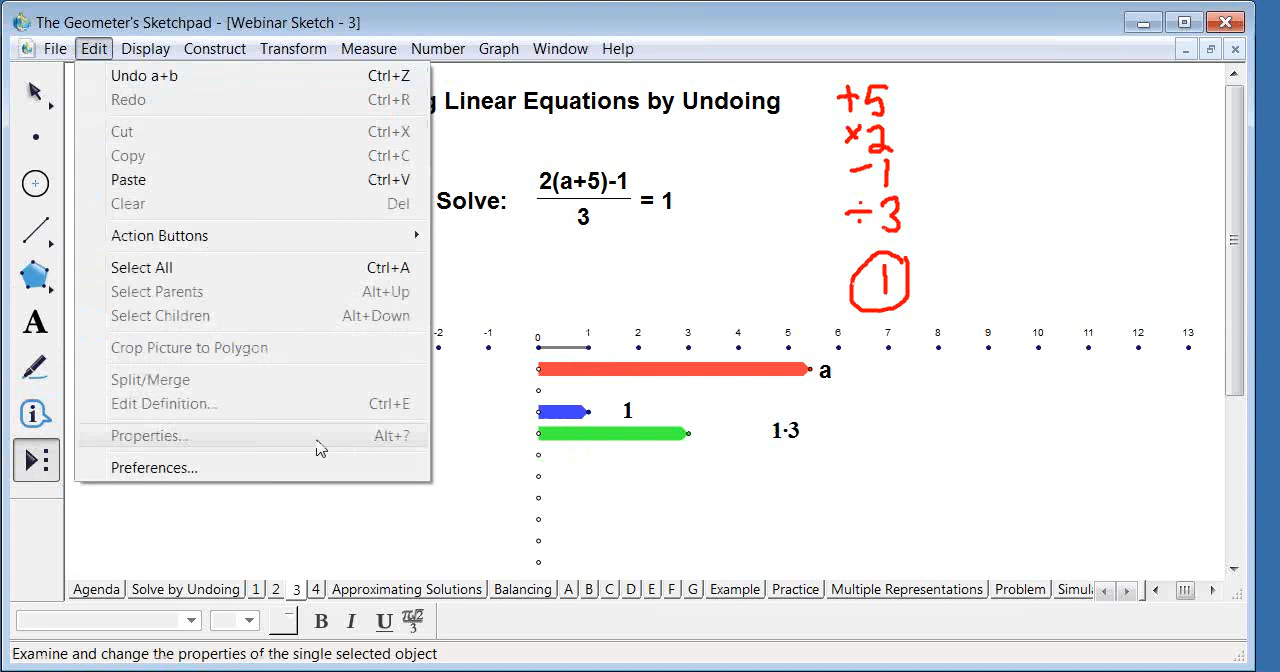 The Geometer's Sketchpad - [Webinar Sketch - 3]
File Edit Display Construct Transform Measure Number Graph Window Help
Undo a+b Ctrl+Z
Redo Ctrl+R
Cut Ctrl+X
Copy Ctrl+C
Paste Ctrl+V
Clear Del
Action Buttons
Select All Ctrl+A
Select Parents Alt+Up
Select Children Alt+Down
Crop Picture to Polygon
Split/Merge
Edit Definition... Ctrl+E
Properties... Alt+?
Preferences...
g Linear Equations by Undoing
Solve: 2(a+5)-1
3
= 1
+5
×2
-1
÷3
1
-2 -1 0 1 2 3 4 5 6 7 8 9 10 11 12 13
a
1
1·3
A
Agenda Solve by Undoing 1 2 3 4 Approximating Solutions Balancing A B C D E F G Example Practice Multiple Representations Problem Simula
B I U
Examine and change the properties of the single selected object